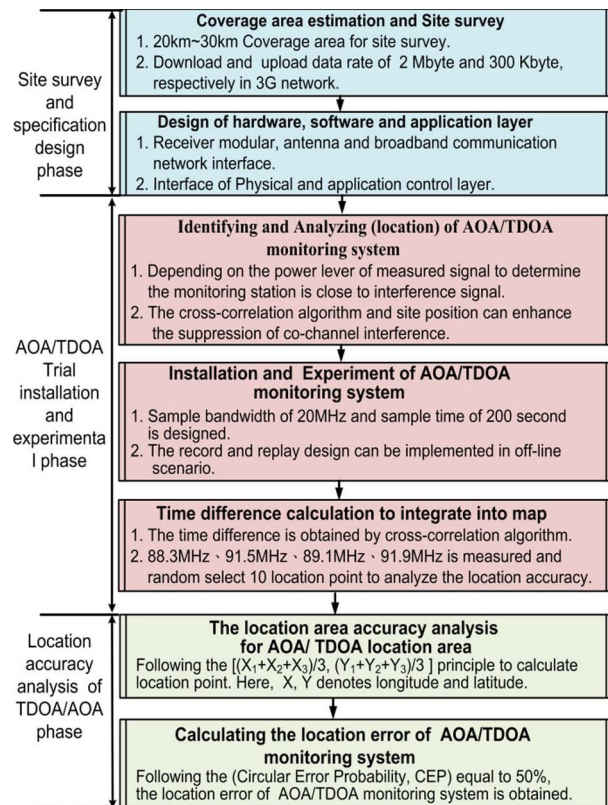 Coverage area estimation and Site survey
1. 20km~30km Coverage area for site survey.
2. Download and upload data rate of 2 Mbyte and 300 Kbyte,
respectively in 3G network.
Site survey
and
specification
design
phase
Design of hardware, software and application layer
1. Receiver modular, antenna and broadband communication
network interface.
2. Interface of Physical and application control layer.
Identifying and Analyzing (location) of AOA/TDOA
monitoring system
1. Depending on the power lever of measured signal to determine
the monitoring station is close to interference signal.
2. The cross-correlation algorithm and site position can enhance
the suppression of co-channel interference.
AOA/TDOA
Trial
installation
and
experimenta
l phase
Installation and Experiment of AOA/TDOA
monitoring system
1. Sample bandwidth of 20MHz and sample time of 200 second
is designed.
2. The record and replay design can be implemented in off-line
scenario.
Time difference calculation to integrate into map
1. The time difference is obtained by cross-correlation algorithm.
2. 88.3MHz、91.5MHz、89.1MHz、91.9MHz is measured and
random select 10 location point to analyze the location accuracy.
Location
accuracy
analysis of
TDOA/AOA
phase
The location area accuracy analysis
for AOA/ TDOA location area
Following the [(X₁+X₂+X₃)/3, (Y₁+Y₂+Y₃)/3 ] principle to calculate
location point. Here, X, Y denotes longitude and latitude.
Calculating the location error of AOA/TDOA
monitoring system
Following the (Circular Error Probability, CEP) equal to 50%,
the location error of AOA/TDOA monitoring system is obtained.